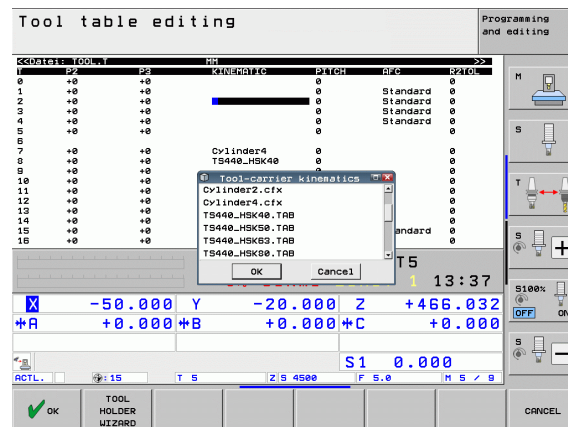 Tool table editing
Programming
and editing
<<Datei: TOOL.T MM >>
T P2 P3 KINEMATIC PITCH AFC R2TOL
0 +0 +0 0 0
1 +0 +0 0 Standard 0
2 +0 +0 0 Standard 0
3 +0 +0 0 Standard 0
4 +0 +0 0 Standard 0
5 +0 +0 0 0
6
7 +0 +0 Cylinder4 0 0
8 +0 +0 TS440_HSK40 0 0
9 +0 +0 0
10 +0 +0 0
11 +0 +0 0
12 +0 +0 0
13 +0 +0 0
14 +0 +0 0
15 +0 +0 andard 0
16 +0 +0 0
Tool-carrier kinematics
Cylinder2.cfx
Cylinder4.cfx
TS440_HSK40.TAB
TS440_HSK50.TAB
TS440_HSK63.TAB
TS440_HSK80.TAB
OK Cancel
T5
1 13:37
X -50.000 Y -20.000 Z +466.032
A +0.000 B +0.000 C +0.000
S1 0.000
ACTL. : 15 T 5 Z S 4500 F 5.0 M 5 / 9
M
S
T
S +
S100%
OFF ON
S -
OK
TOOL
HOLDER
WIZARD
CANCEL